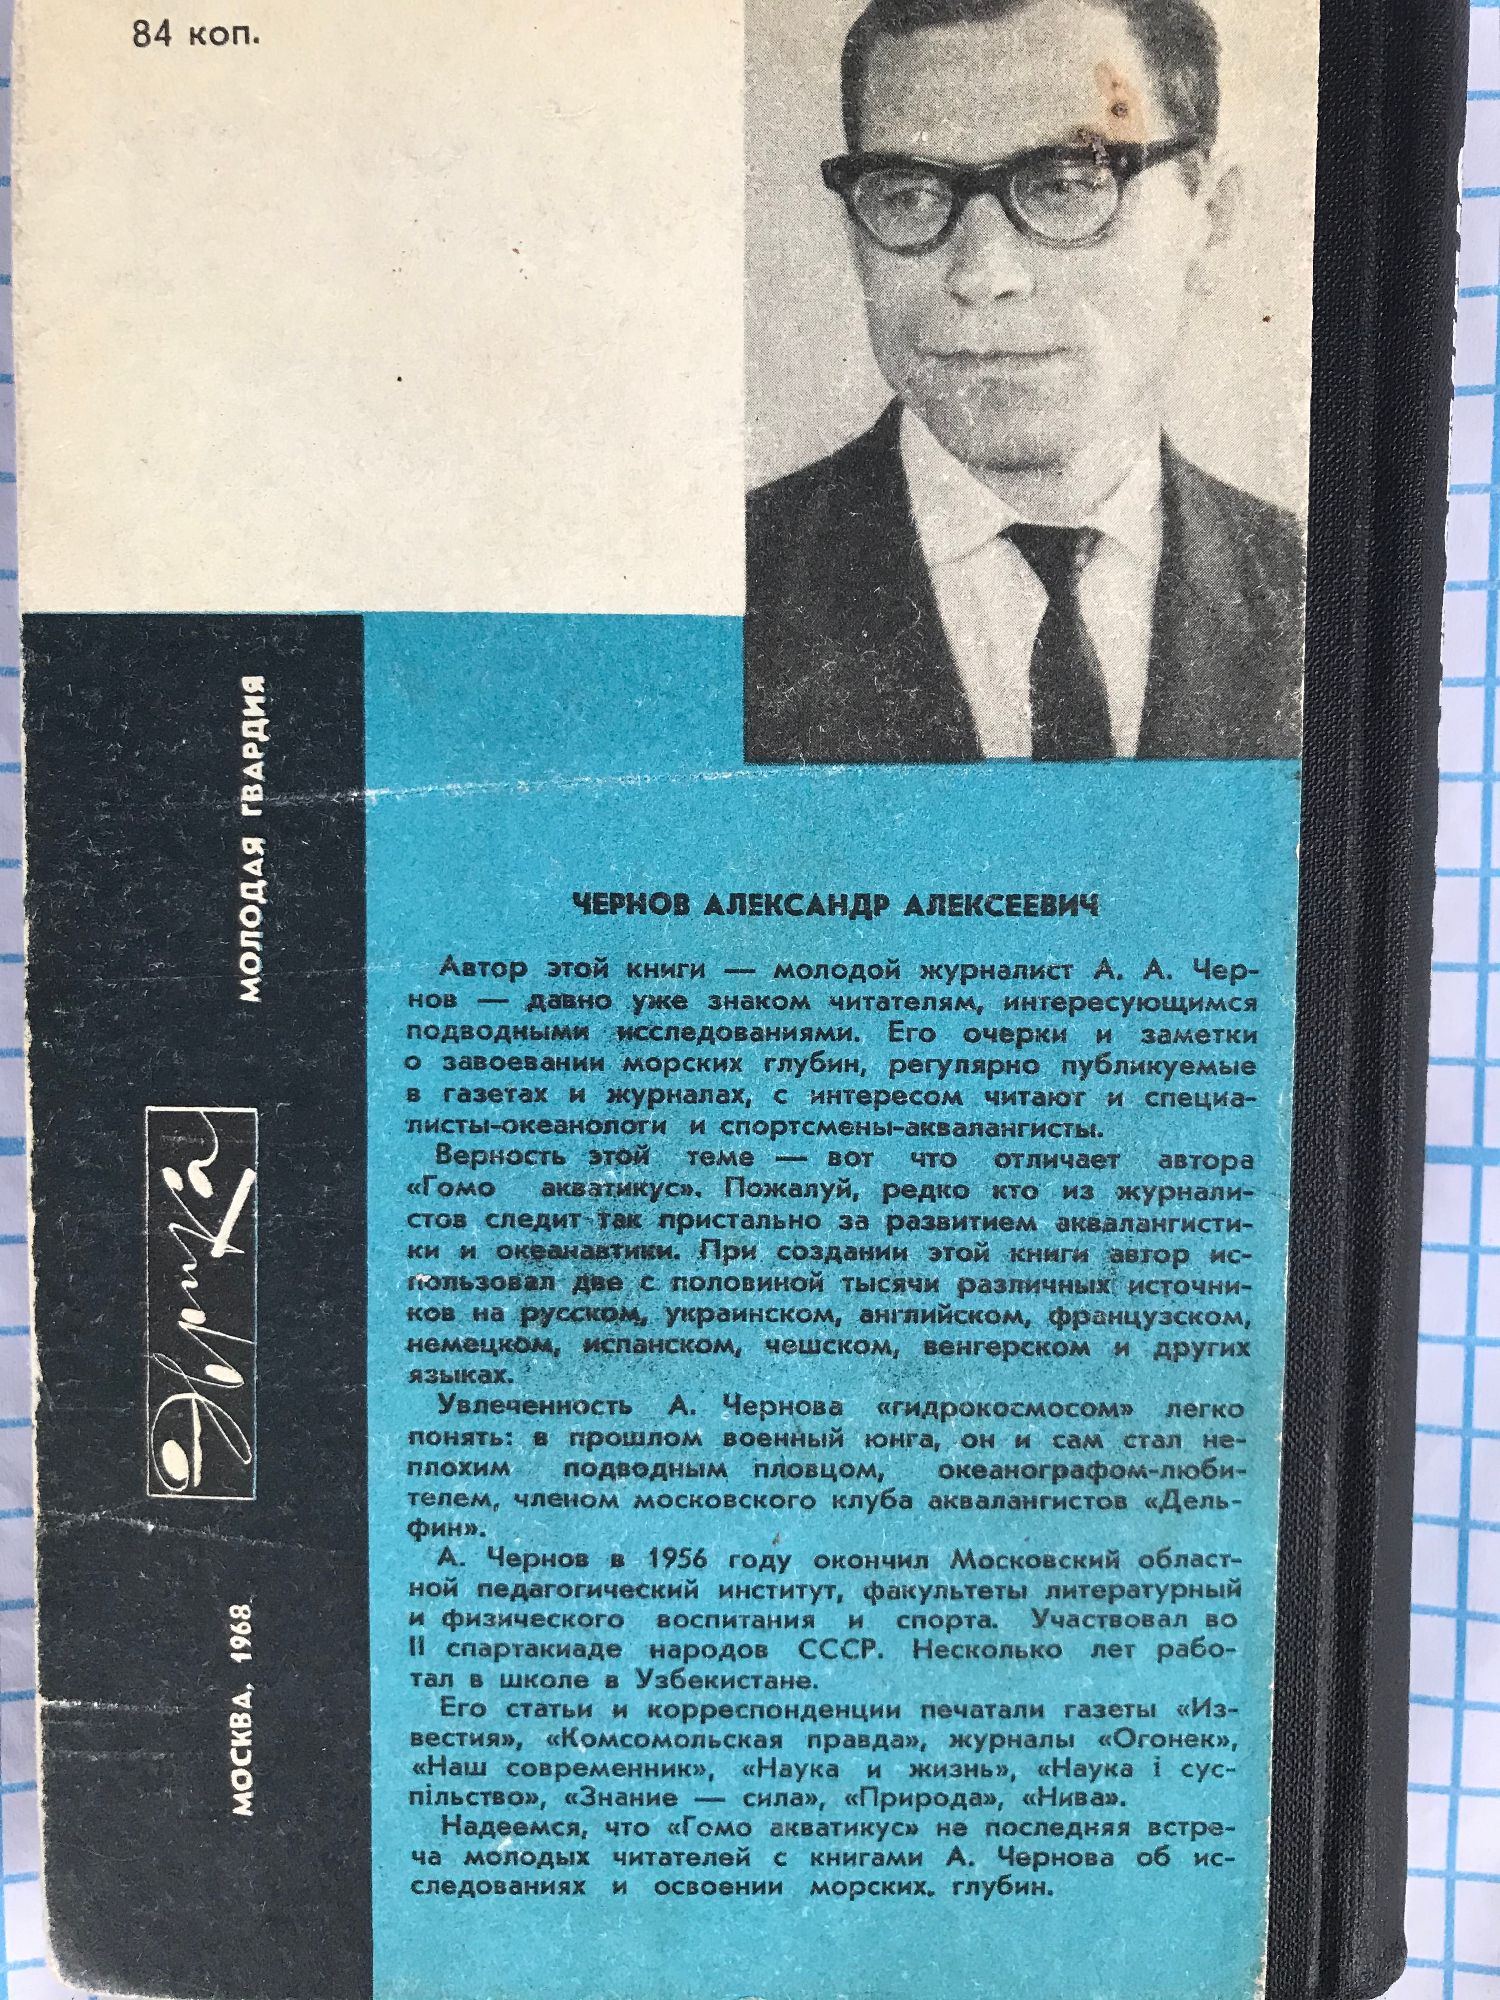 84 коп.
МОЛОДАЯ ГВАРДИЯ
Эврика
МОСКВА, 1968
ЧЕРНОВ АЛЕКСАНДР АЛЕКСЕЕВИЧ
Автор этой книги — молодой журналист А. А. Чер-
нов — давно уже знаком читателям, интересующимся
подводными исследованиями. Его очерки и заметки
о завоевании морских глубин, регулярно публикуемые
в газетах и журналах, с интересом читают и специа-
листы-океанологи и спортсмены-аквалангисты.
Верность этой теме — вот что отличает автора
«Гомо акватикус». Пожалуй, редко кто из журнали-
стов следит так пристально за развитием аквалангисти-
ки и океанавтики. При создании этой книги автор ис-
пользовал две с половиной тысячи различных источни-
ков на русском, украинском, английском, французском,
немецком, испанском, чешском, венгерском и других
языках.
Увлеченность А. Чернова «гидрокосмосом» легко
понять: в прошлом военный юнга, он и сам стал не-
плохим подводным пловцом, океанографом-люби-
телем, членом московского клуба аквалангистов «Дель-
фин».
А. Чернов в 1956 году окончил Московский област-
ной педагогический институт, факультеты литературный
и физического воспитания и спорта. Участвовал во
II спартакиаде народов СССР. Несколько лет рабо-
тал в школе в Узбекистане.
Его статьи и корреспонденции печатали газеты «Из-
вестия», «Комсомольская правда», журналы «Огонек»,
«Наш современник», «Наука и жизнь», «Наука і сус-
пільство», «Знание — сила», «Природа», «Нива».
Надеемся, что «Гомо акватикус» не последняя встре-
ча молодых читателей с книгами А. Чернова об ис-
следованиях и освоении морских. глубин.